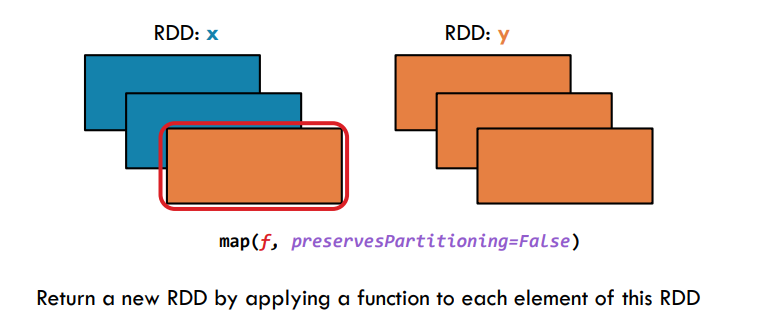 RDD: x
RDD: y
map(f, preservesPartitioning=False)
Return a new RDD by applying a function to each element of this RDD